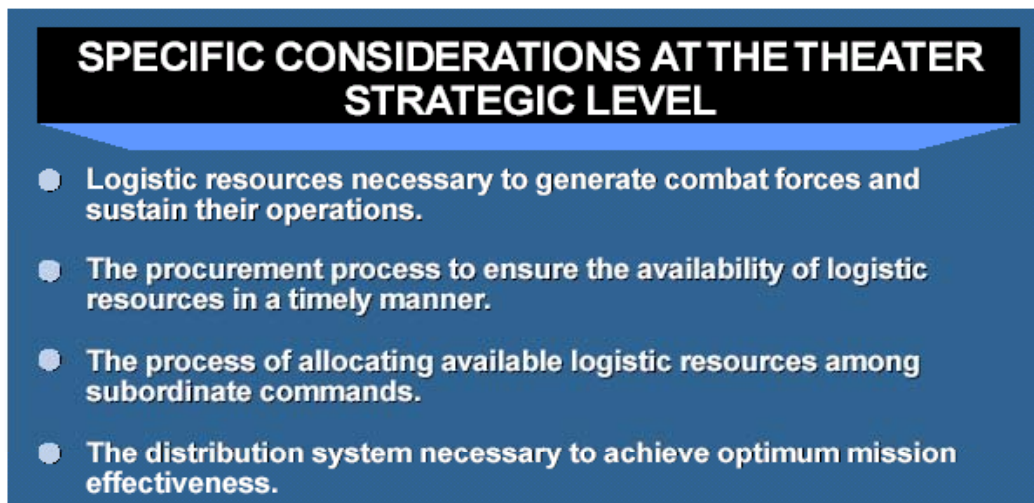 SPECIFIC CONSIDERATIONS AT THE THEATER
STRATEGIC LEVEL
Logistic resources necessary to generate combat forces and
sustain their operations.
The procurement process to ensure the availability of logistic
resources in a timely manner.
The process of allocating available logistic resources among
subordinate commands.
The distribution system necessary to achieve optimum mission
effectiveness.